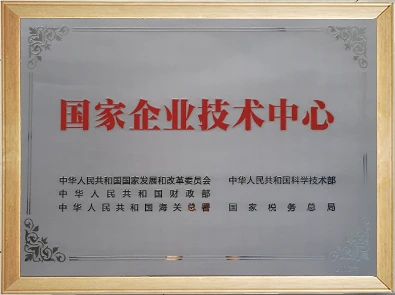 国家企业技术中心
中华人民共和国国家发展和改革委员会 中华人民共和国科学技术部
中华人民共和国财政部
中华人民共和国海关总署 国家税务总局